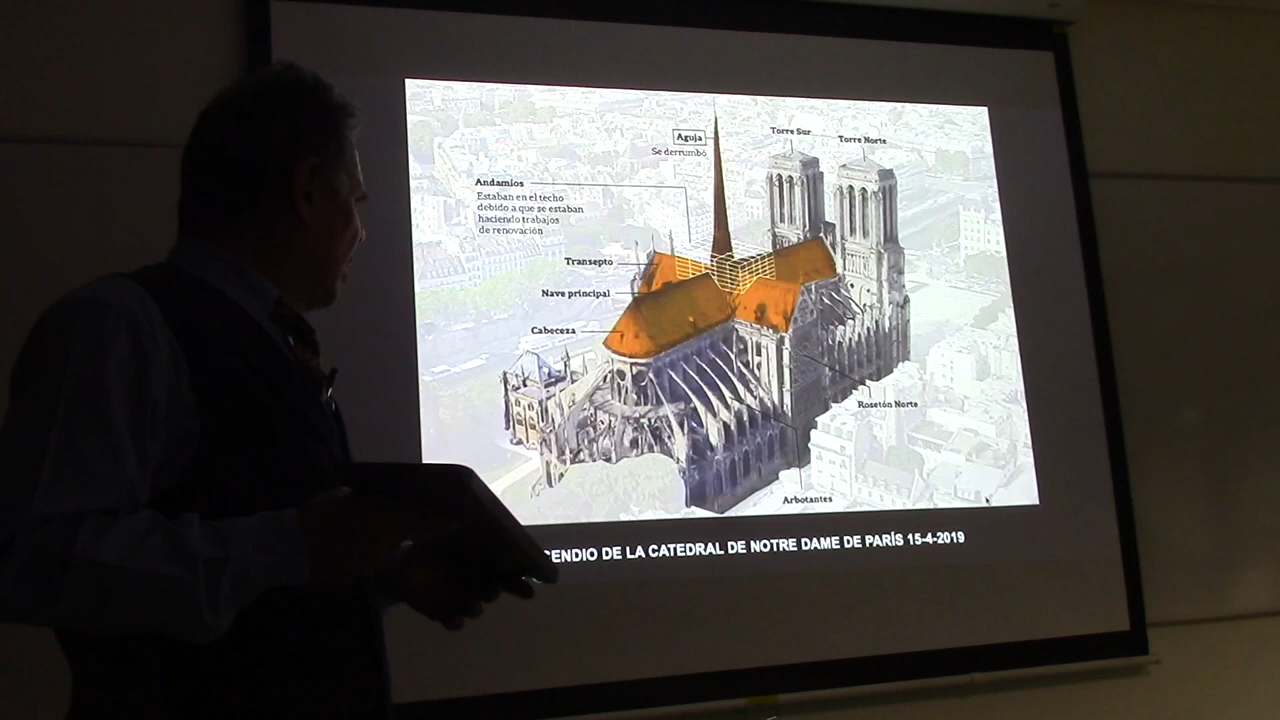 Aguja
Se derrumbó
Torre Sur
Torre Norte
Andamios
Estaban en el techo
debido a que se estaban
haciendo trabajos
de renovación
Transepto
Nave principal
Cabeceza
Rosetón Norte
Arbotantes
CENDIO DE LA CATEDRAL DE NOTRE DAME DE PARÍS 15-4-2019